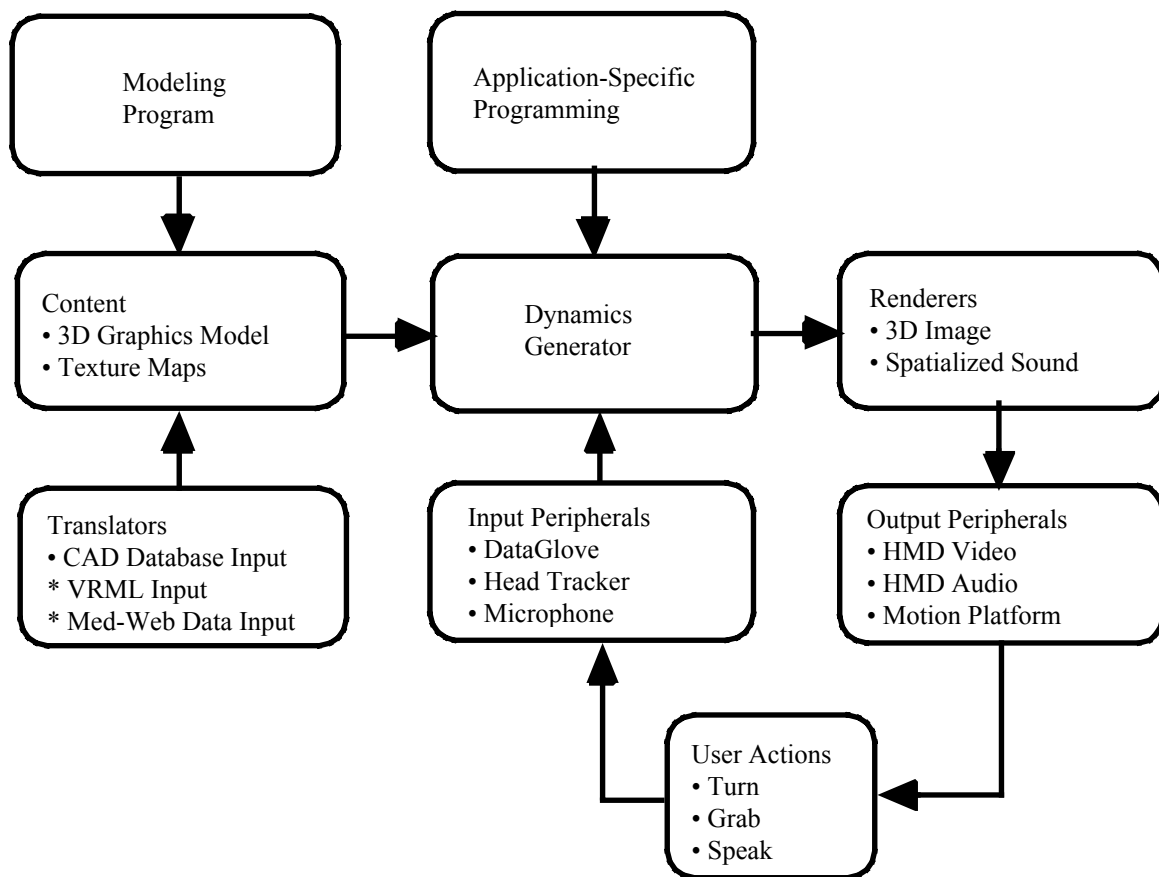 Modeling
Program
Application-Specific
Programming
Content
• 3D Graphics Model
• Texture Maps
Dynamics
Generator
Renderers
• 3D Image
• Spatialized Sound
Translators
• CAD Database Input
* VRML Input
* Med-Web Data Input
Input Peripherals
• DataGlove
• Head Tracker
• Microphone
Output Peripherals
• HMD Video
• HMD Audio
• Motion Platform
User Actions
• Turn
• Grab
• Speak